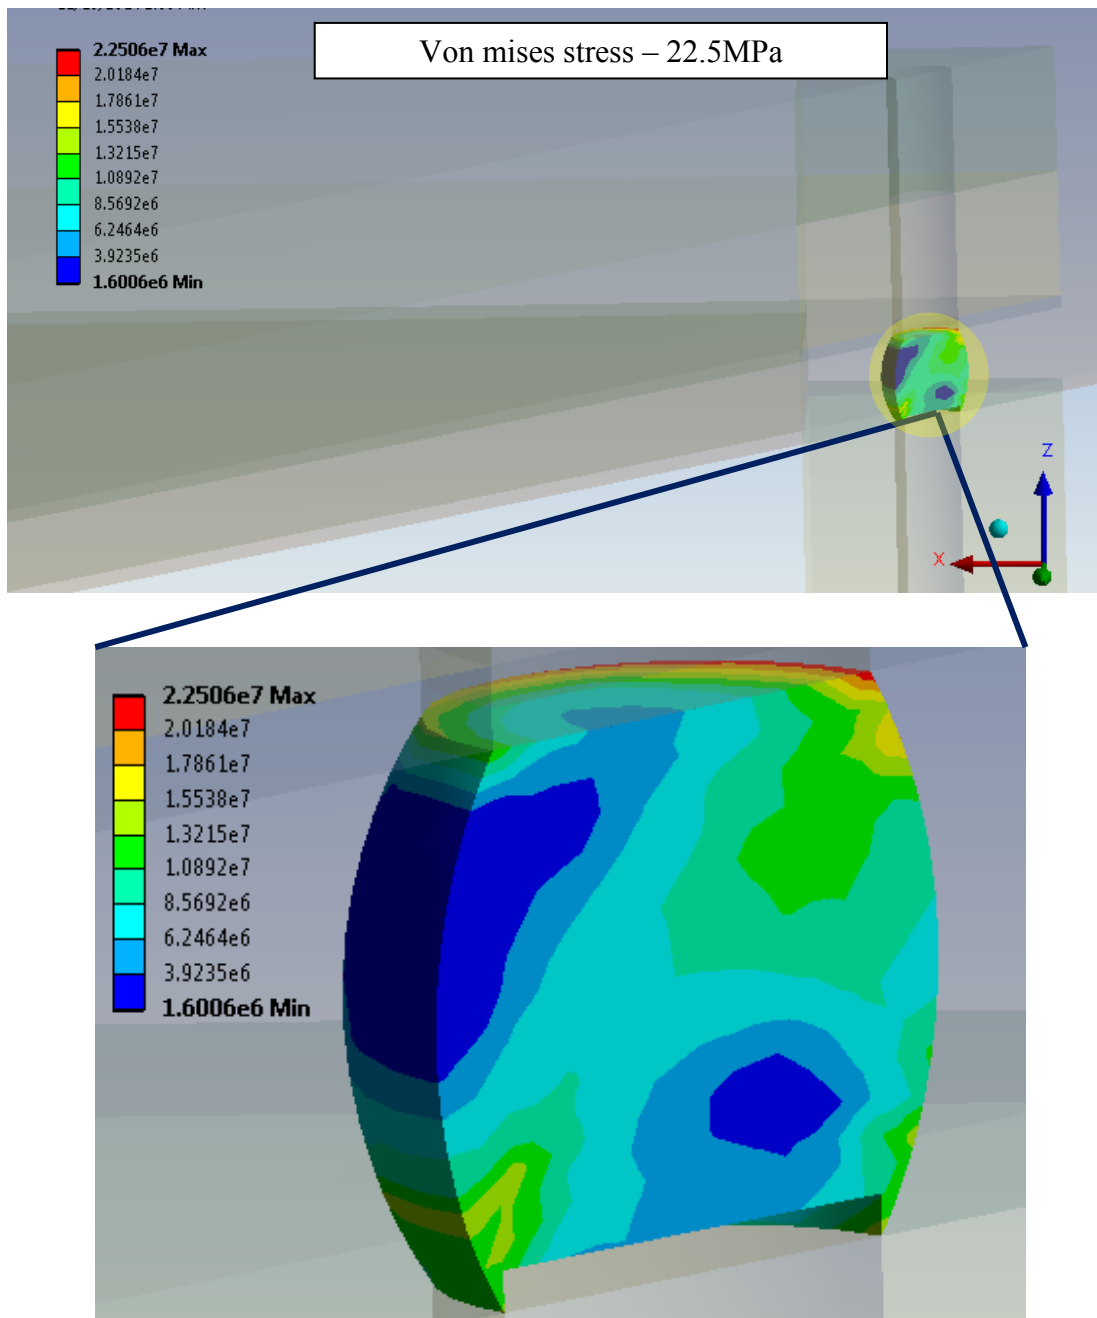 Von mises stress – 22.5MPa
2.2506e7 Max
2.0184e7
1.7861e7
1.5538e7
1.3215e7
1.0892e7
8.5692e6
6.2464e6
3.9235e6
1.6006e6 Min
Z
X
2.2506e7 Max
2.0184e7
1.7861e7
1.5538e7
1.3215e7
1.0892e7
8.5692e6
6.2464e6
3.9235e6
1.6006e6 Min